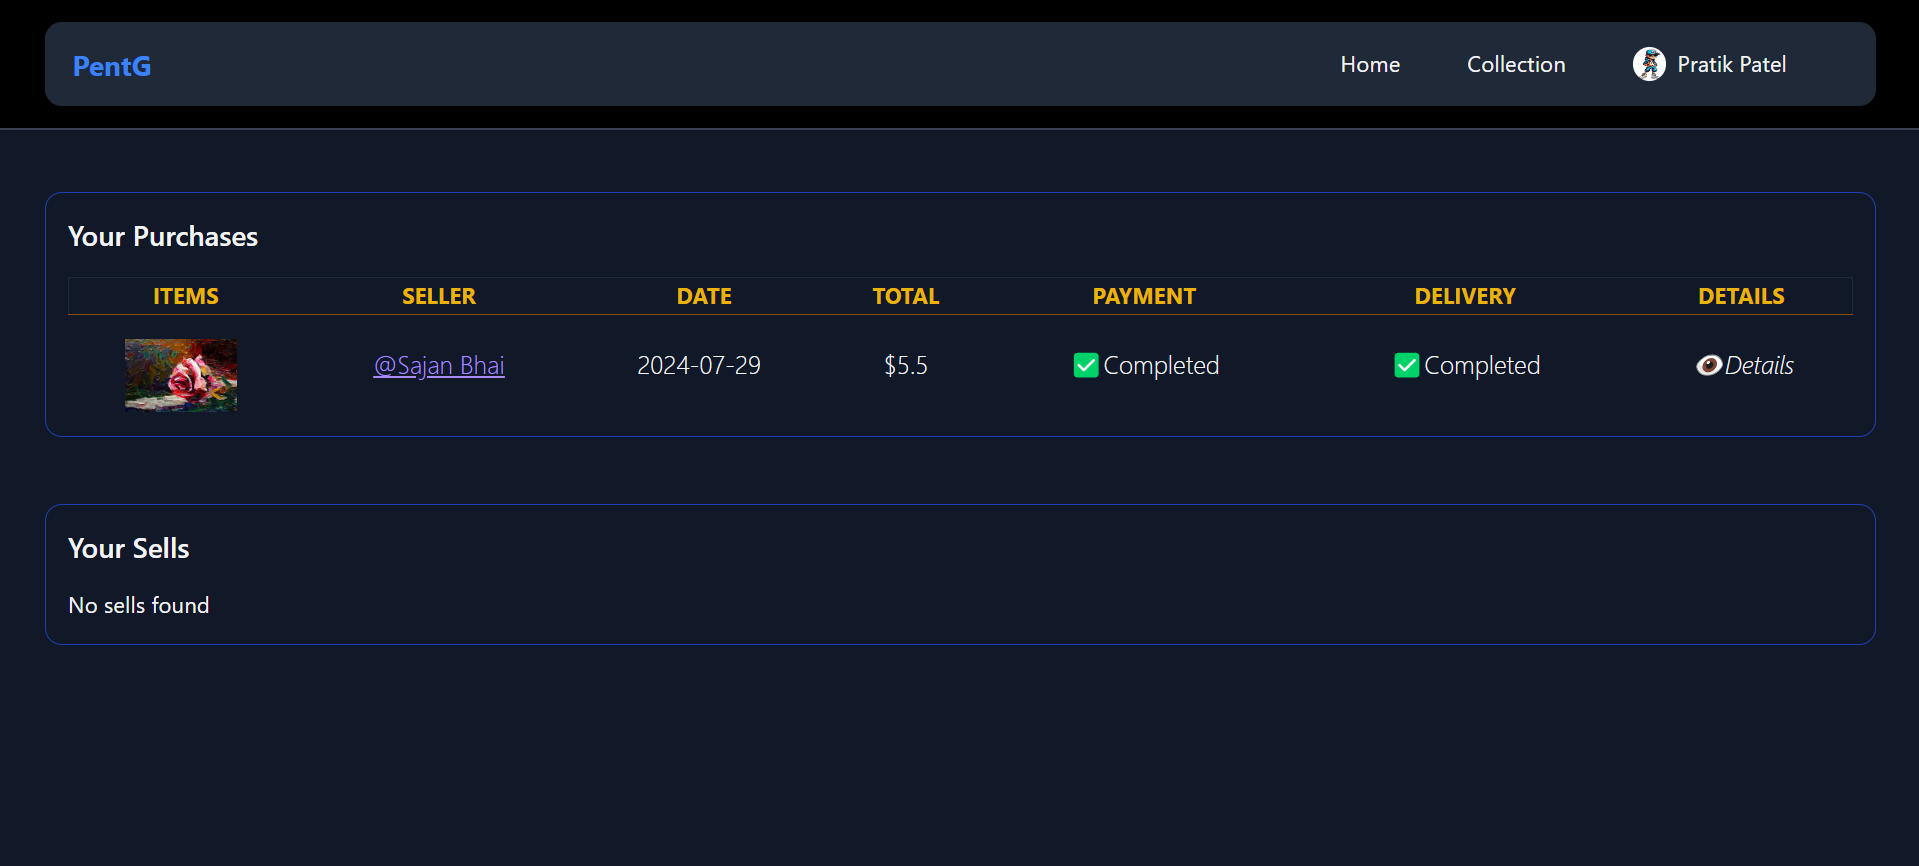 PentG
Home Collection Pratik Patel
Your Purchases
ITEMS SELLER DATE TOTAL PAYMENT DELIVERY DETAILS
@Sajan Bhai 2024-07-29 $5.5 ✅Completed ✅Completed 👁️Details
Your Sells
No sells found